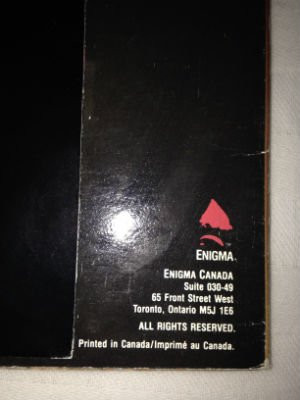 ENIGMA.
ENIGMA CANADA
Suite 030-49
65 Front Street West
Toronto, Ontario M5J 1E6
ALL RIGHTS RESERVED.
Printed in Canada/Imprimé au Canada.